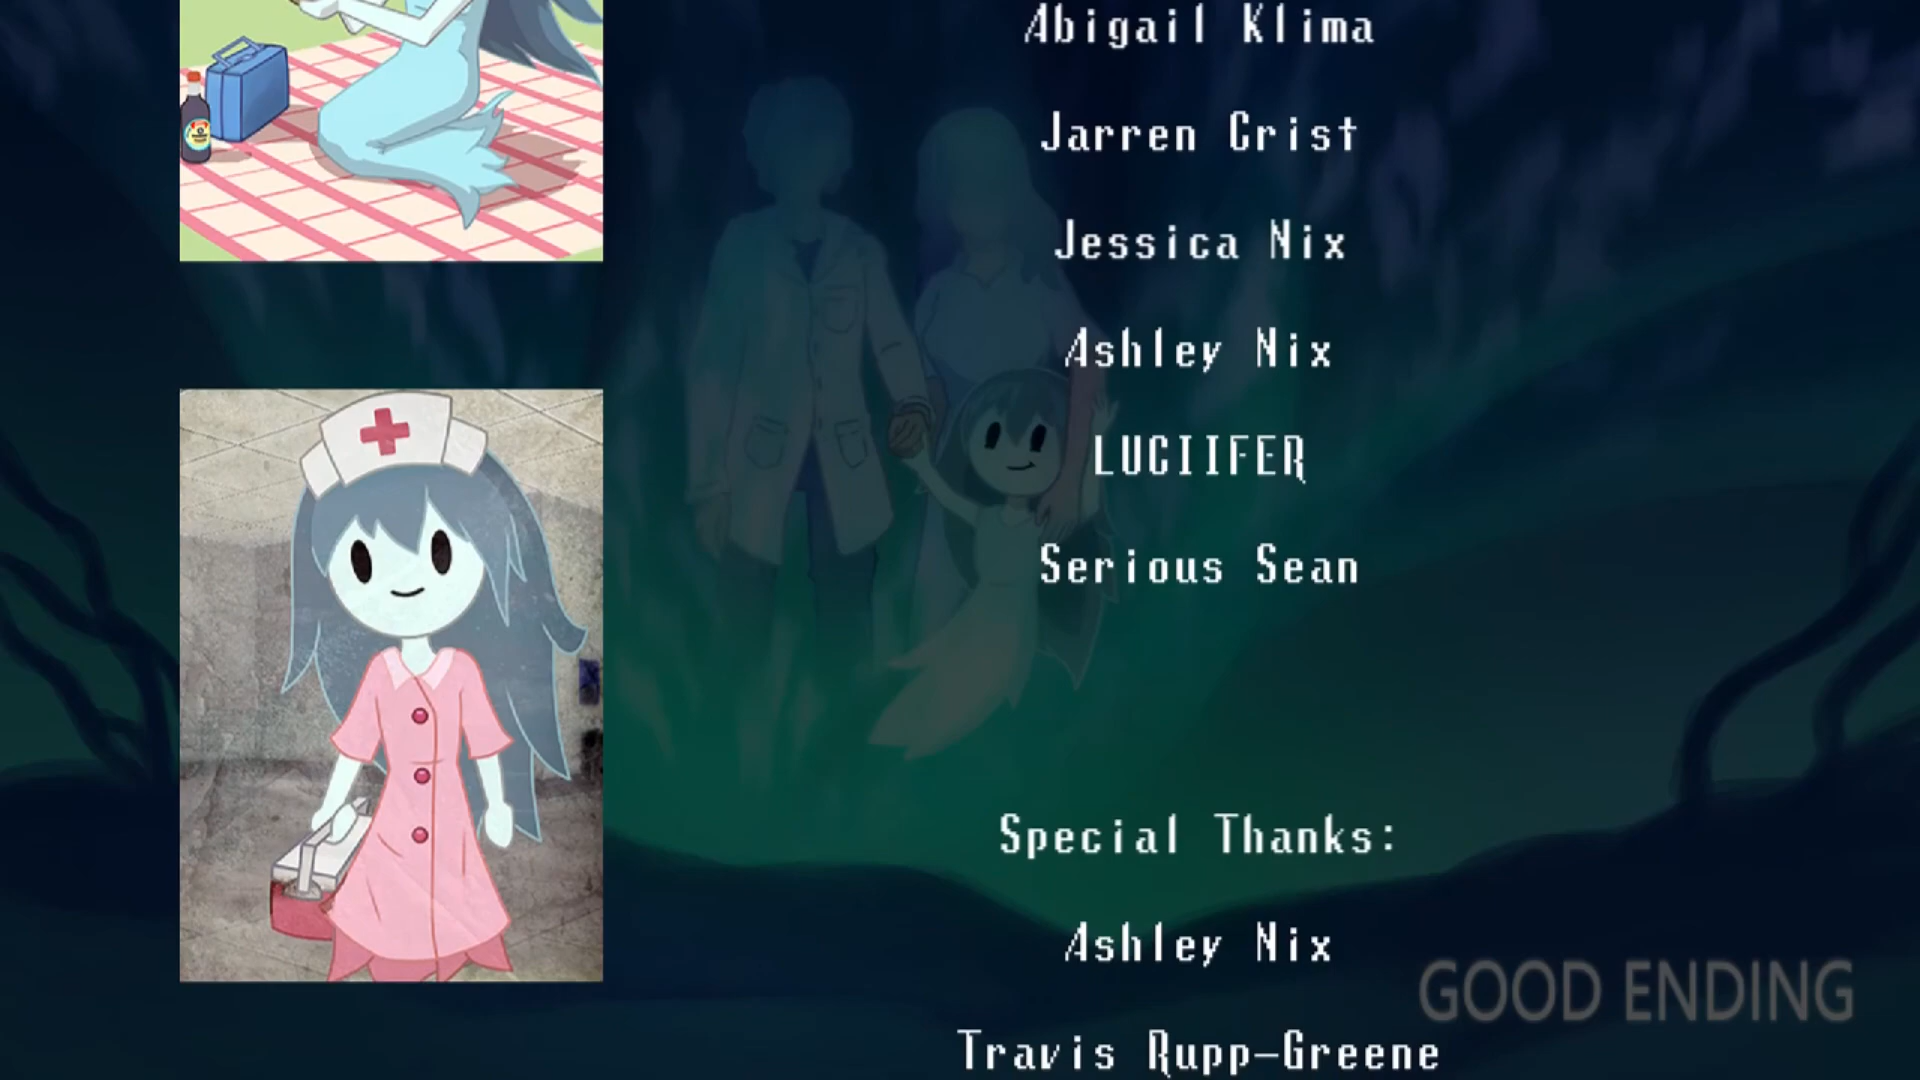 Abigail Klima
Jarren Crist
Jessica Nix
Ashley Nix
LUCIIFER
Serious Sean
Special Thanks:
Ashley Nix
Travis Rupp-Greene
GOOD ENDING